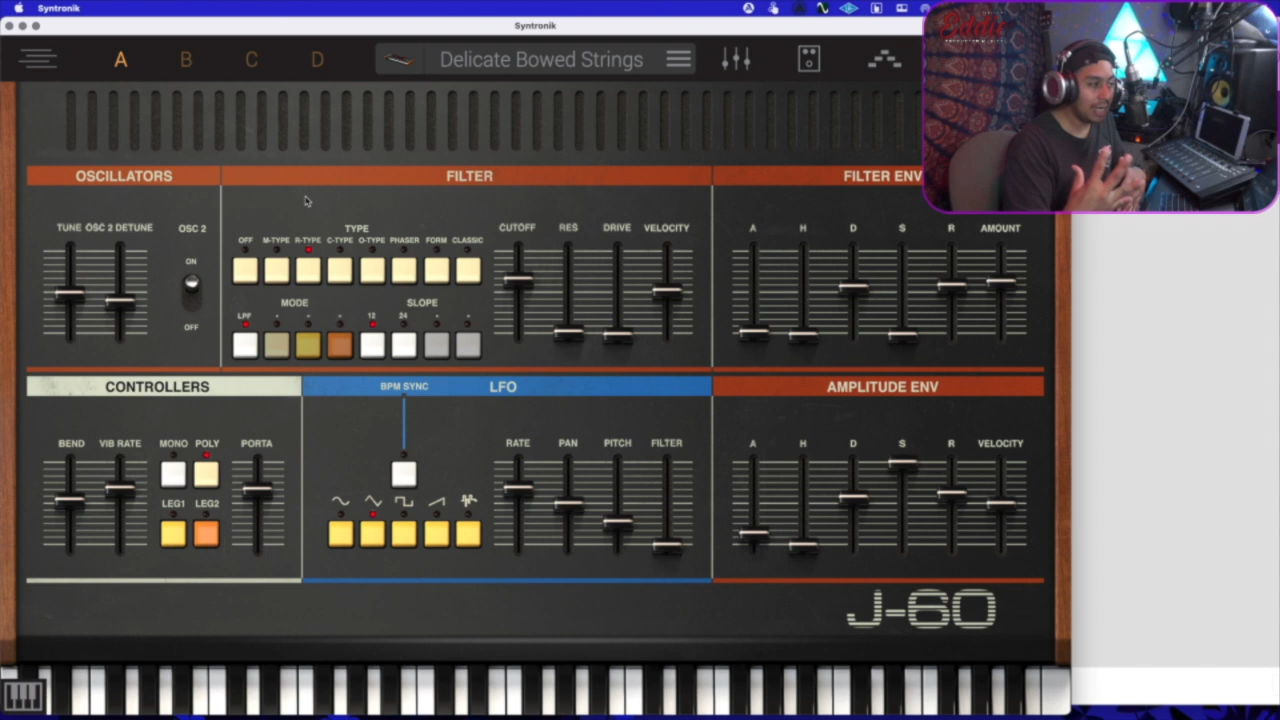 Syntronik
Syntronik
A B C D
Delicate Bowed Strings
OSCILLATORS
FILTER
FILTER ENV
TUNE OSC 2 DETUNE
OSC 2
ON
OFF
TYPE
OFF M-TYPE R-TYPE C-TYPE O-TYPE PHASER FORM CLASSIC
MODE
SLOPE
LPF
12 24
CUTOFF RES DRIVE VELOCITY
A H D S R AMOUNT
CONTROLLERS
BPM SYNC
LFO
AMPLITUDE ENV
BEND VIB RATE MONO POLY PORTA
LEG1 LEG2
RATE PAN PITCH FILTER
A H D S R VELOCITY
J-60
Eddie